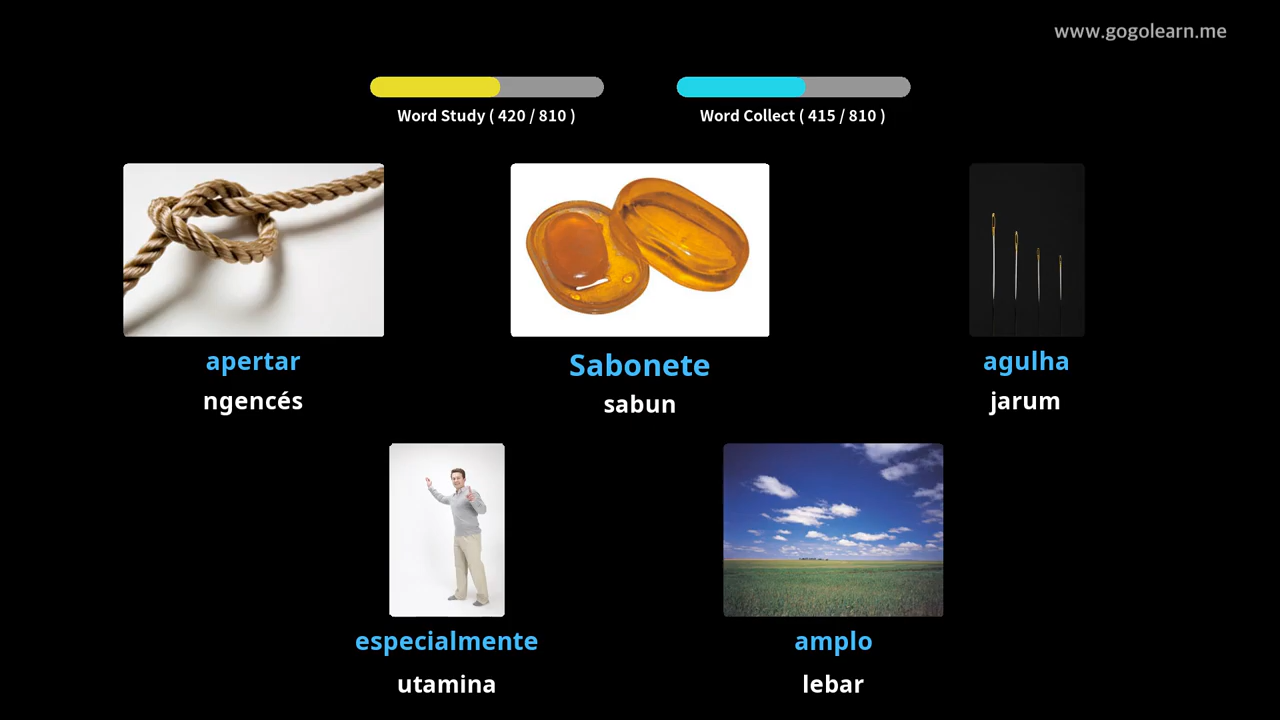 www.gogolearn.me
Word Study ( 420 / 810 )
Word Collect ( 415 / 810 )
apertar
ngencés
Sabonete
sabun
agulha
jarum
especialmente
utamina
amplo
lebar